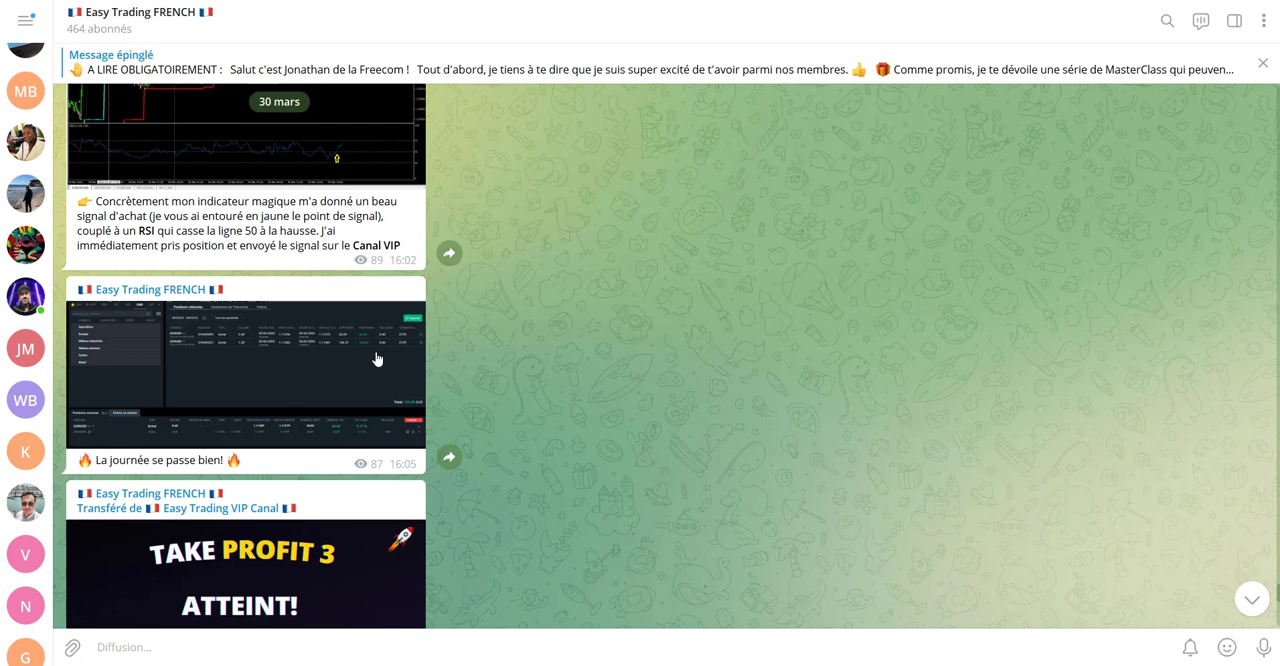 Easy Trading FRENCH
464 abonnés
Message épinglé
A LIRE OBLIGATOIREMENT : Salut c'est Jonathan de la Freecom ! Tout d'abord, je tiens à te dire que je suis super excité de t'avoir parmi nos membres. Comme promis, je te dévoile une série de MasterClass qui peuven...
MB
30 mars
Concrètement mon indicateur magique m'a donné un beau
signal d'achat (je vous ai entouré en jaune le point de signal),
couplé à un RSI qui casse la ligne 50 à la hausse. J'ai
immédiatement pris position et envoyé le signal sur le Canal VIP
89 16:02
Easy Trading FRENCH
JM
WB
K
La journée se passe bien!
87 16:05
Easy Trading FRENCH
Transféré de Easy Trading VIP Canal
TAKE PROFIT 3
ATTEINT!
V
N
G
Diffusion...